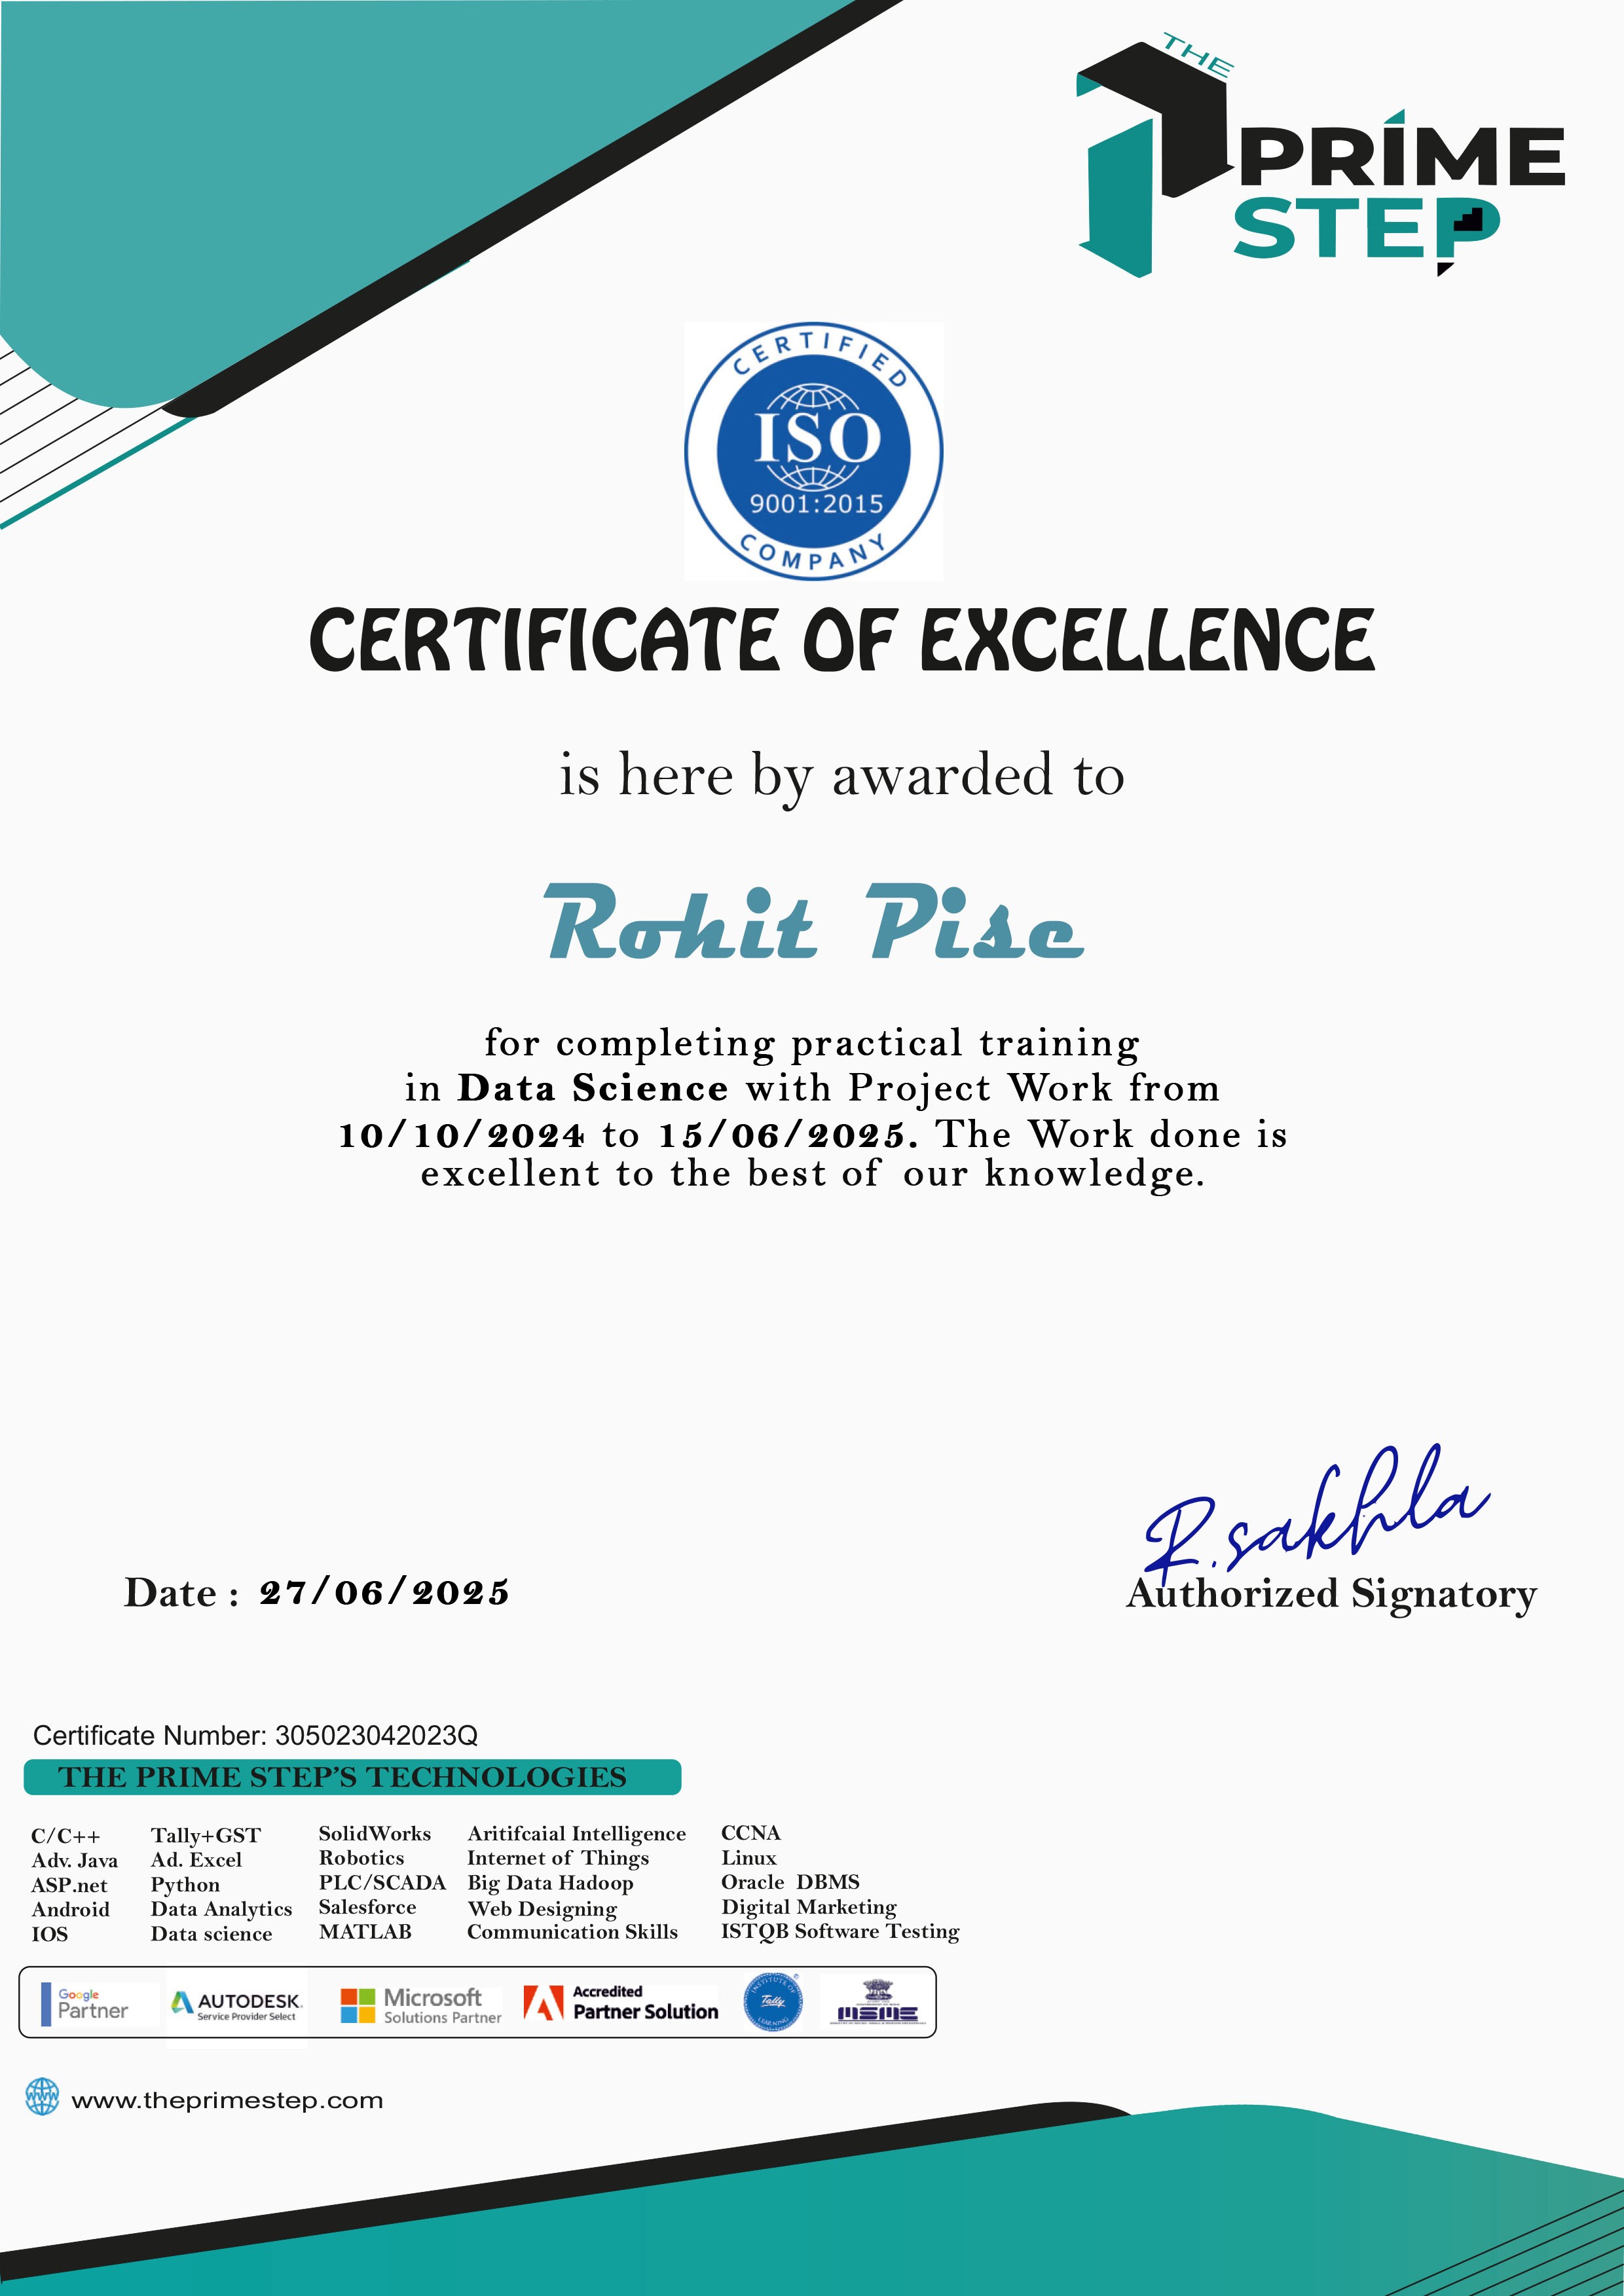 THE
PRIME
STEP
CERTIFIED
ISO
9001:2015
COMPANY
CERTIFICATE OF EXCELLENCE
is here by awarded to
Rohit Pise
for completing practical training
in Data Science with Project Work from
10/10/2024 to 15/06/2025. The Work done is
excellent to the best of our knowledge.
R.sakhla
Date : 27/06/2025
Authorized Signatory
Certificate Number: 305023042023Q
THE PRIME STEP'S TECHNOLOGIES
C/C++ Tally+GST SolidWorks Aritifcaial Intelligence CCNA
Adv. Java Ad. Excel Robotics Internet of Things Linux
ASP.net Python PLC/SCADA Big Data Hadoop Oracle DBMS
Android Data Analytics Salesforce Web Designing Digital Marketing
IOS Data science MATLAB Communication Skills ISTQB Software Testing
Google
Partner
AUTODESK.
Service Provider Select
Microsoft
Solutions Partner
Accredited
Partner Solution
INSTITUTE OF
Tally
LEARNING
MSME
www.theprimestep.com